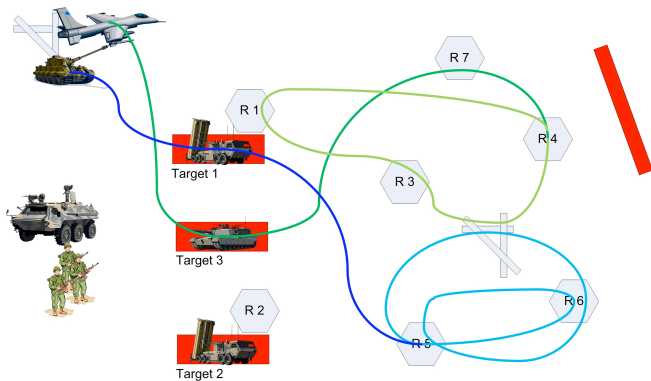 R 7
R 1
R 4
Target 1
R 3
Target 3
R 6
R 2
R 5
Target 2